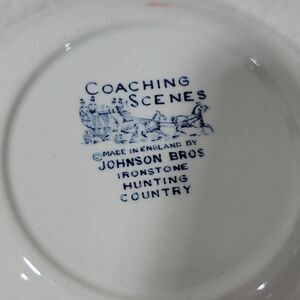 COACHING
SCENES
© MADE IN ENGLAND BY
JOHNSON BROS
IRONSTONE
HUNTING
COUNTRY